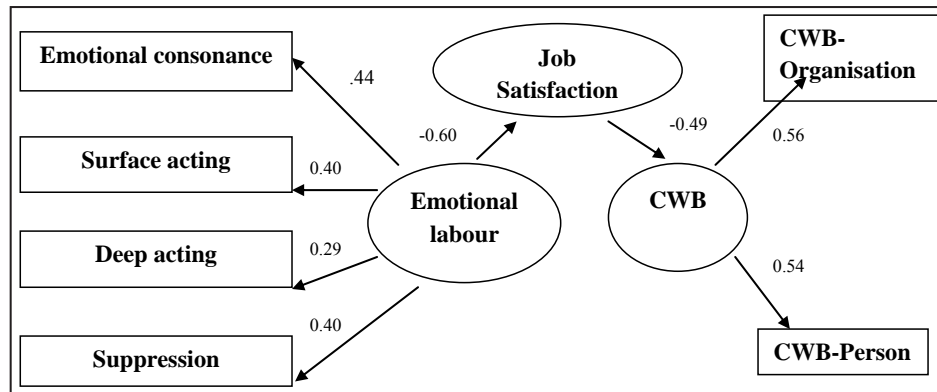 Emotional consonance
Surface acting
Deep acting
Suppression
.44
0.40
0.29
0.40
Emotional
labour
-0.60
Job
Satisfaction
-0.49
CWB
0.56
0.54
CWB-
Organisation
CWB-Person